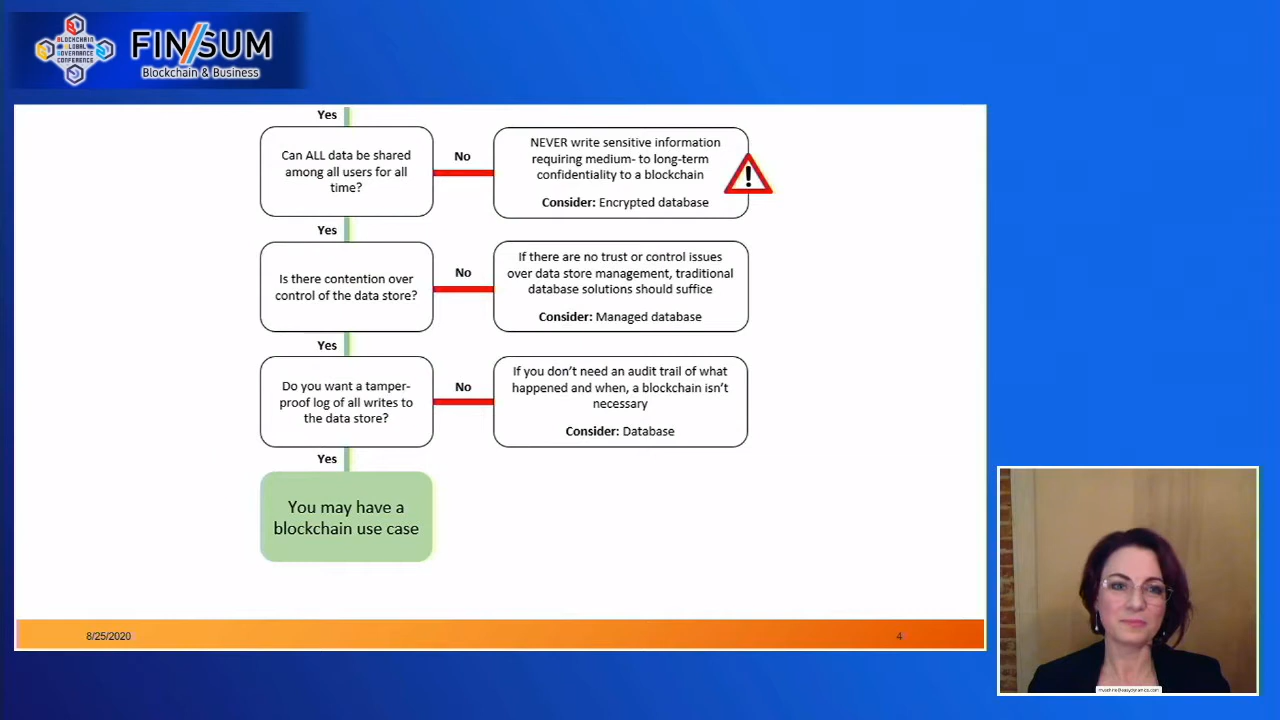 BLOCKCHAIN
GLOBAL
GOVERNANCE
CONFERENCE
FIN/SUM
Blockchain & Business
Yes
Can ALL data be shared
among all users for all
time?
No
NEVER write sensitive information
requiring medium- to long-term
confidentiality to a blockchain
Consider: Encrypted database
Yes
Is there contention over
control of the data store?
No
If there are no trust or control issues
over data store management, traditional
database solutions should suffice
Consider: Managed database
Yes
Do you want a tamper-
proof log of all writes to
the data store?
No
If you don't need an audit trail of what
happened and when, a blockchain isn't
necessary
Consider: Database
Yes
You may have a
blockchain use case
8/25/2020
4